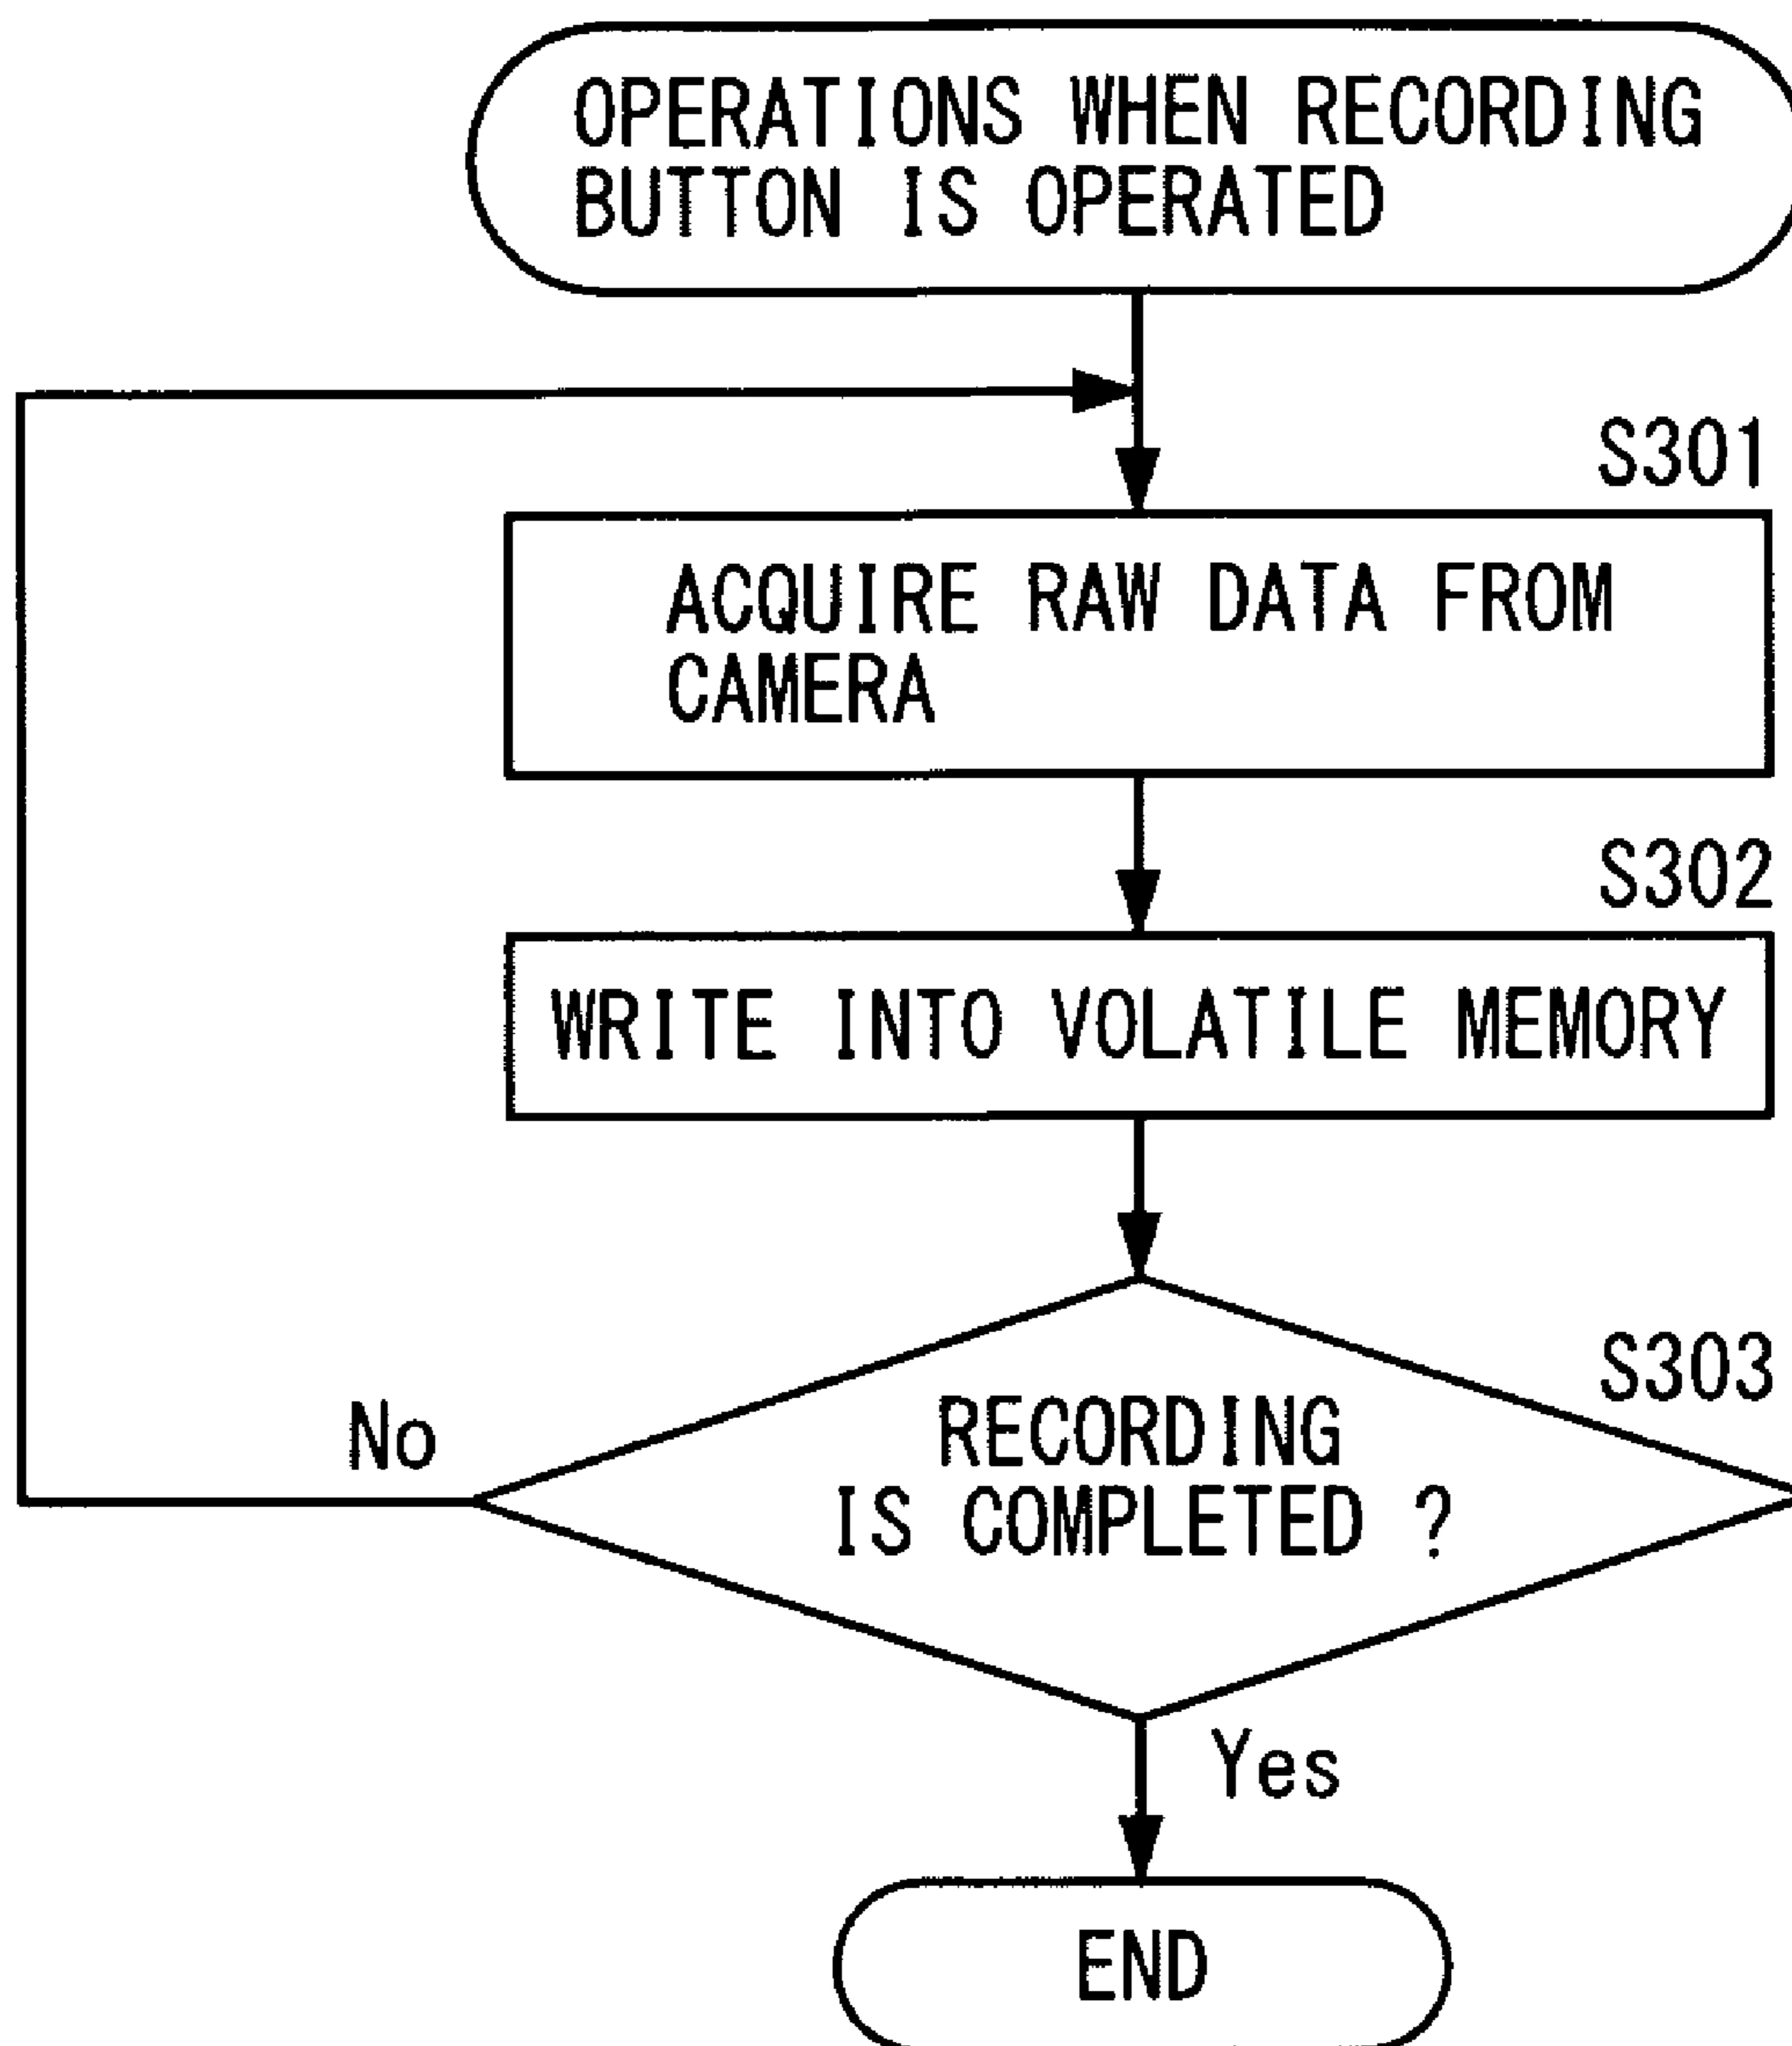 OPERATIONS WHEN RECORDING
BUTTON IS OPERATED
S301
ACQUIRE RAW DATA FROM
CAMERA
S302
WRITE INTO VOLATILE MEMORY
S303
RECORDING
IS COMPLETED ?
No
Yes
END